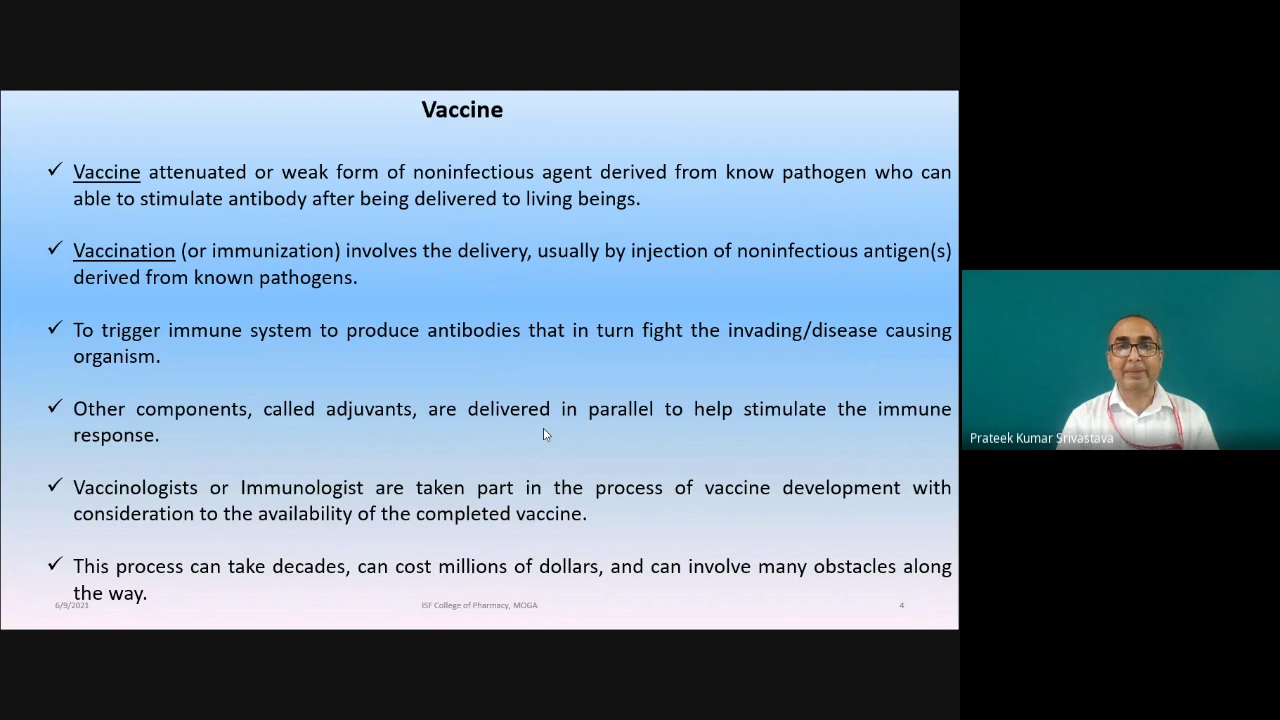 Vaccine
✓ Vaccine attenuated or weak form of noninfectious agent derived from know pathogen who can
able to stimulate antibody after being delivered to living beings.
✓ Vaccination (or immunization) involves the delivery, usually by injection of noninfectious antigen(s)
derived from known pathogens.
✓ To trigger immune system to produce antibodies that in turn fight the invading/disease causing
organism.
✓ Other components, called adjuvants, are delivered in parallel to help stimulate the immune
response.
✓ Vaccinologists or Immunologist are taken part in the process of vaccine development with
consideration to the availability of the completed vaccine.
✓ This process can take decades, can cost millions of dollars, and can involve many obstacles along
the way.
6/9/2021 ISF College of Pharmacy, MOGA 4
Prateek Kumar Srivastava